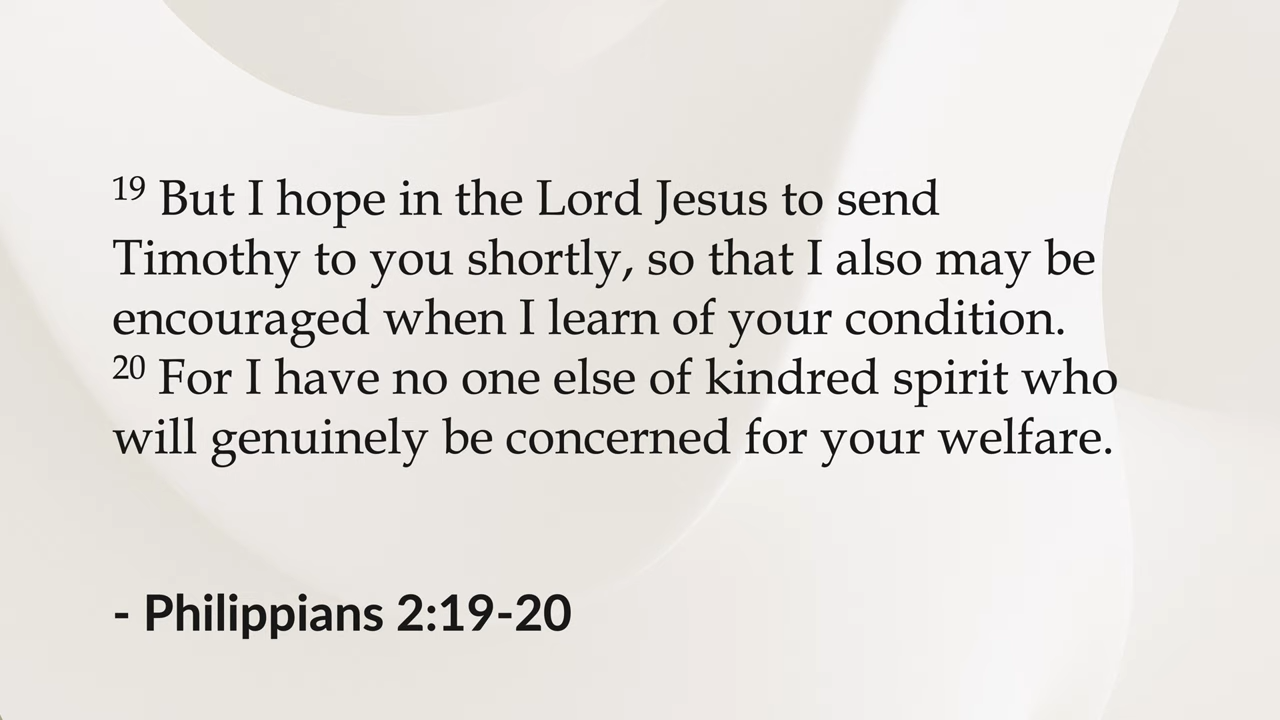 19 But I hope in the Lord Jesus to send
Timothy to you shortly, so that I also may be
encouraged when I learn of your condition.
20 For I have no one else of kindred spirit who
will genuinely be concerned for your welfare.
- Philippians 2:19-20